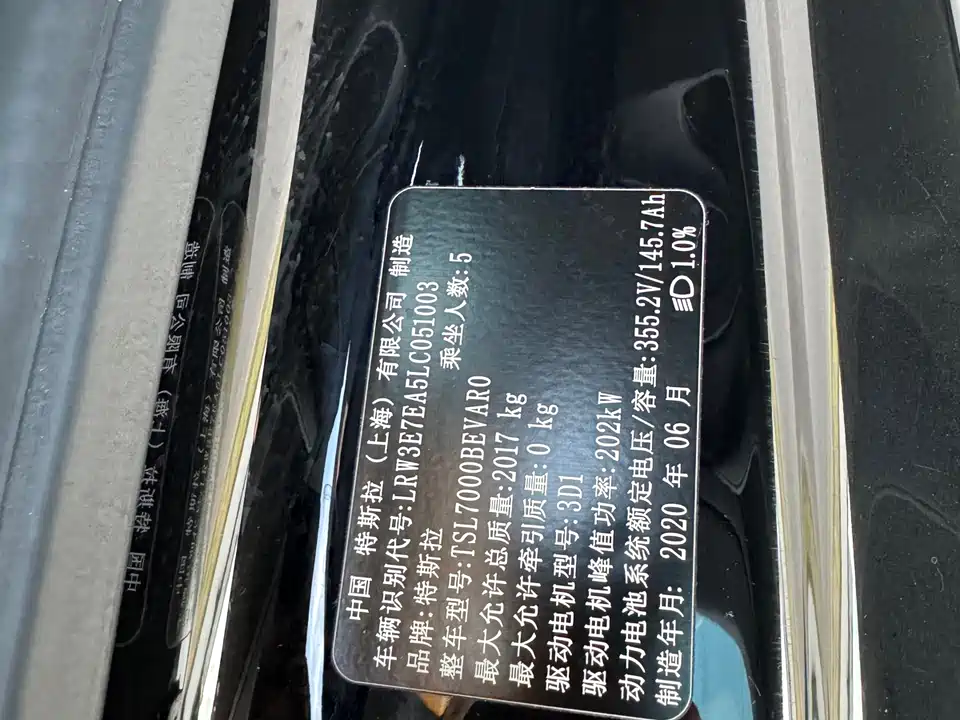 中国 特斯拉（上海）有限公司 制造
车辆识别代号:LRW3E7EA5LC051003
品牌:特斯拉 乘坐人数:5
整车型号:TSL7000BEVAR0
最大允许总质量:2017 kg
最大允许牵引质量:0 kg
驱动电机型号:3D1
驱动电机峰值功率:202kW
动力电池系统额定电压/容量:355.2V/145.7Ah
制造年月: 2020 年 06 月 1.0%